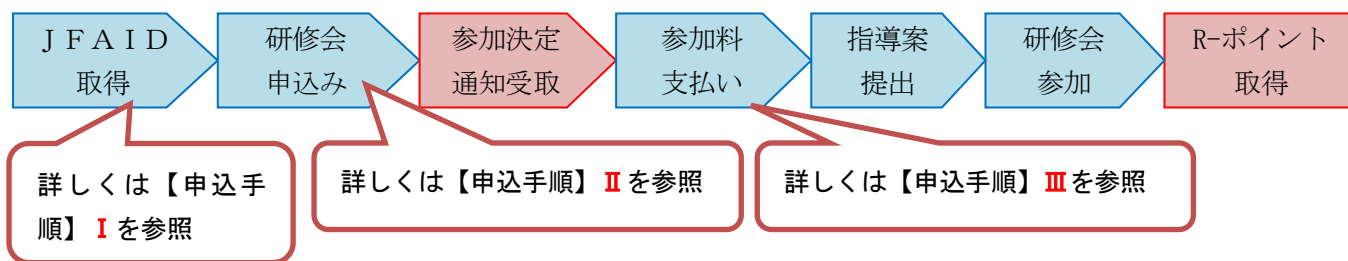 ＪＦＡＩＤ
取得
研修会
申込み
参加決定
通知受取
参加料
支払い
指導案
提出
研修会
参加
R-ポイント
取得
詳しくは【申込手
順】Ⅰを参照
詳しくは【申込手順】Ⅱを参照
詳しくは【申込手順】Ⅲを参照